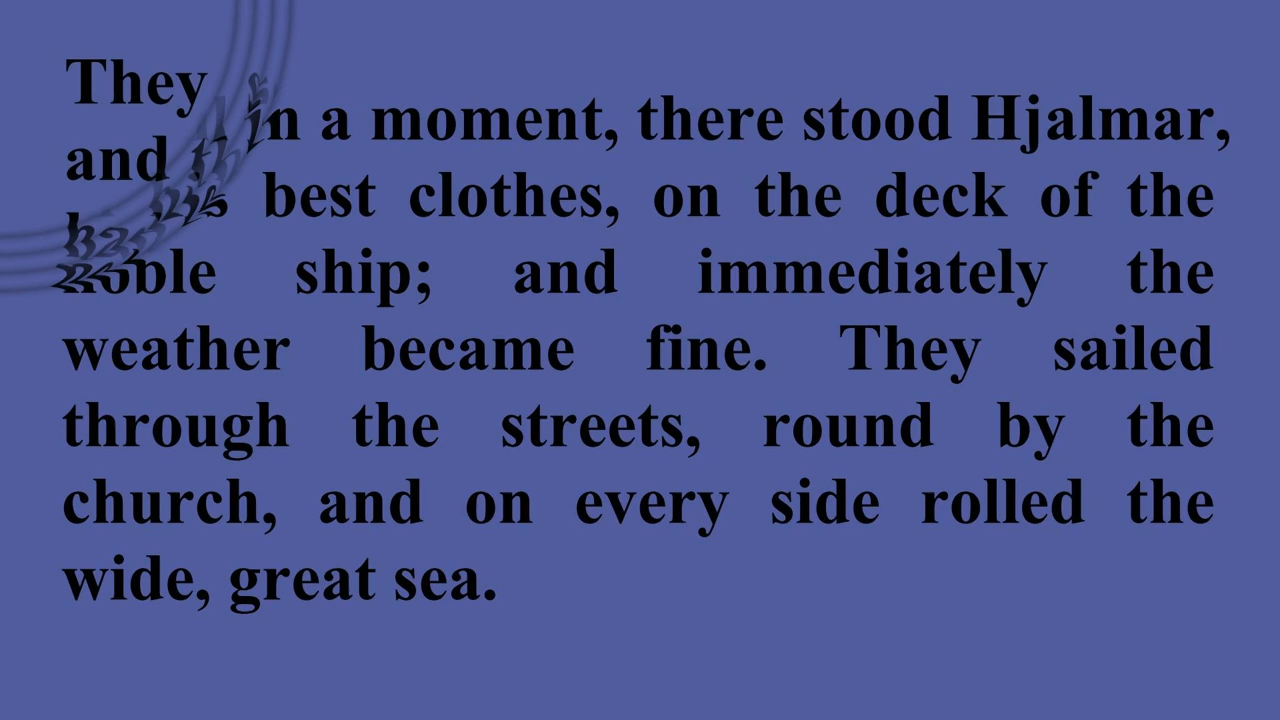 They
and
in a moment, there stood Hjalmar,
best clothes, on the deck of the
noble ship; and immediately the
weather became fine. They sailed
through the streets, round by the
church, and on every side rolled the
wide, great sea.